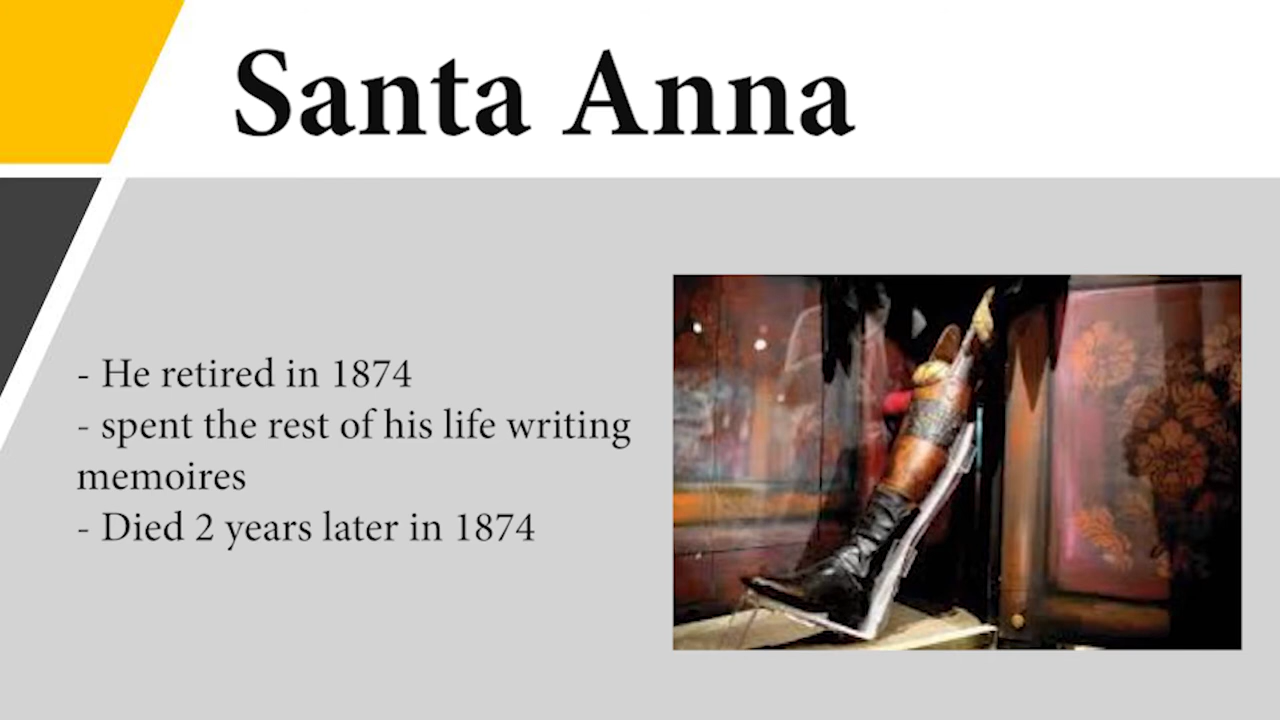 Santa Anna
- He retired in 1874
- spent the rest of his life writing
memoires
- Died 2 years later in 1874